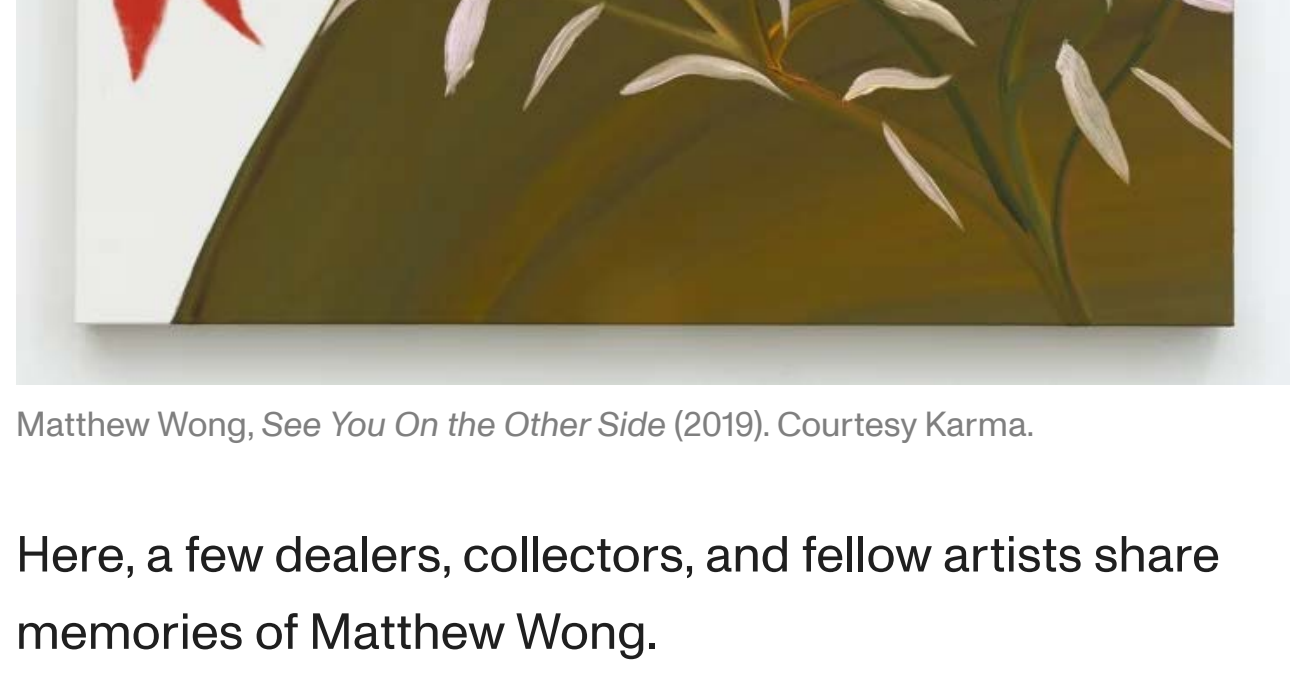 Matthew Wong, See You On the Other Side (2019). Courtesy Karma.
Here, a few dealers, collectors, and fellow artists share
memories of Matthew Wong.